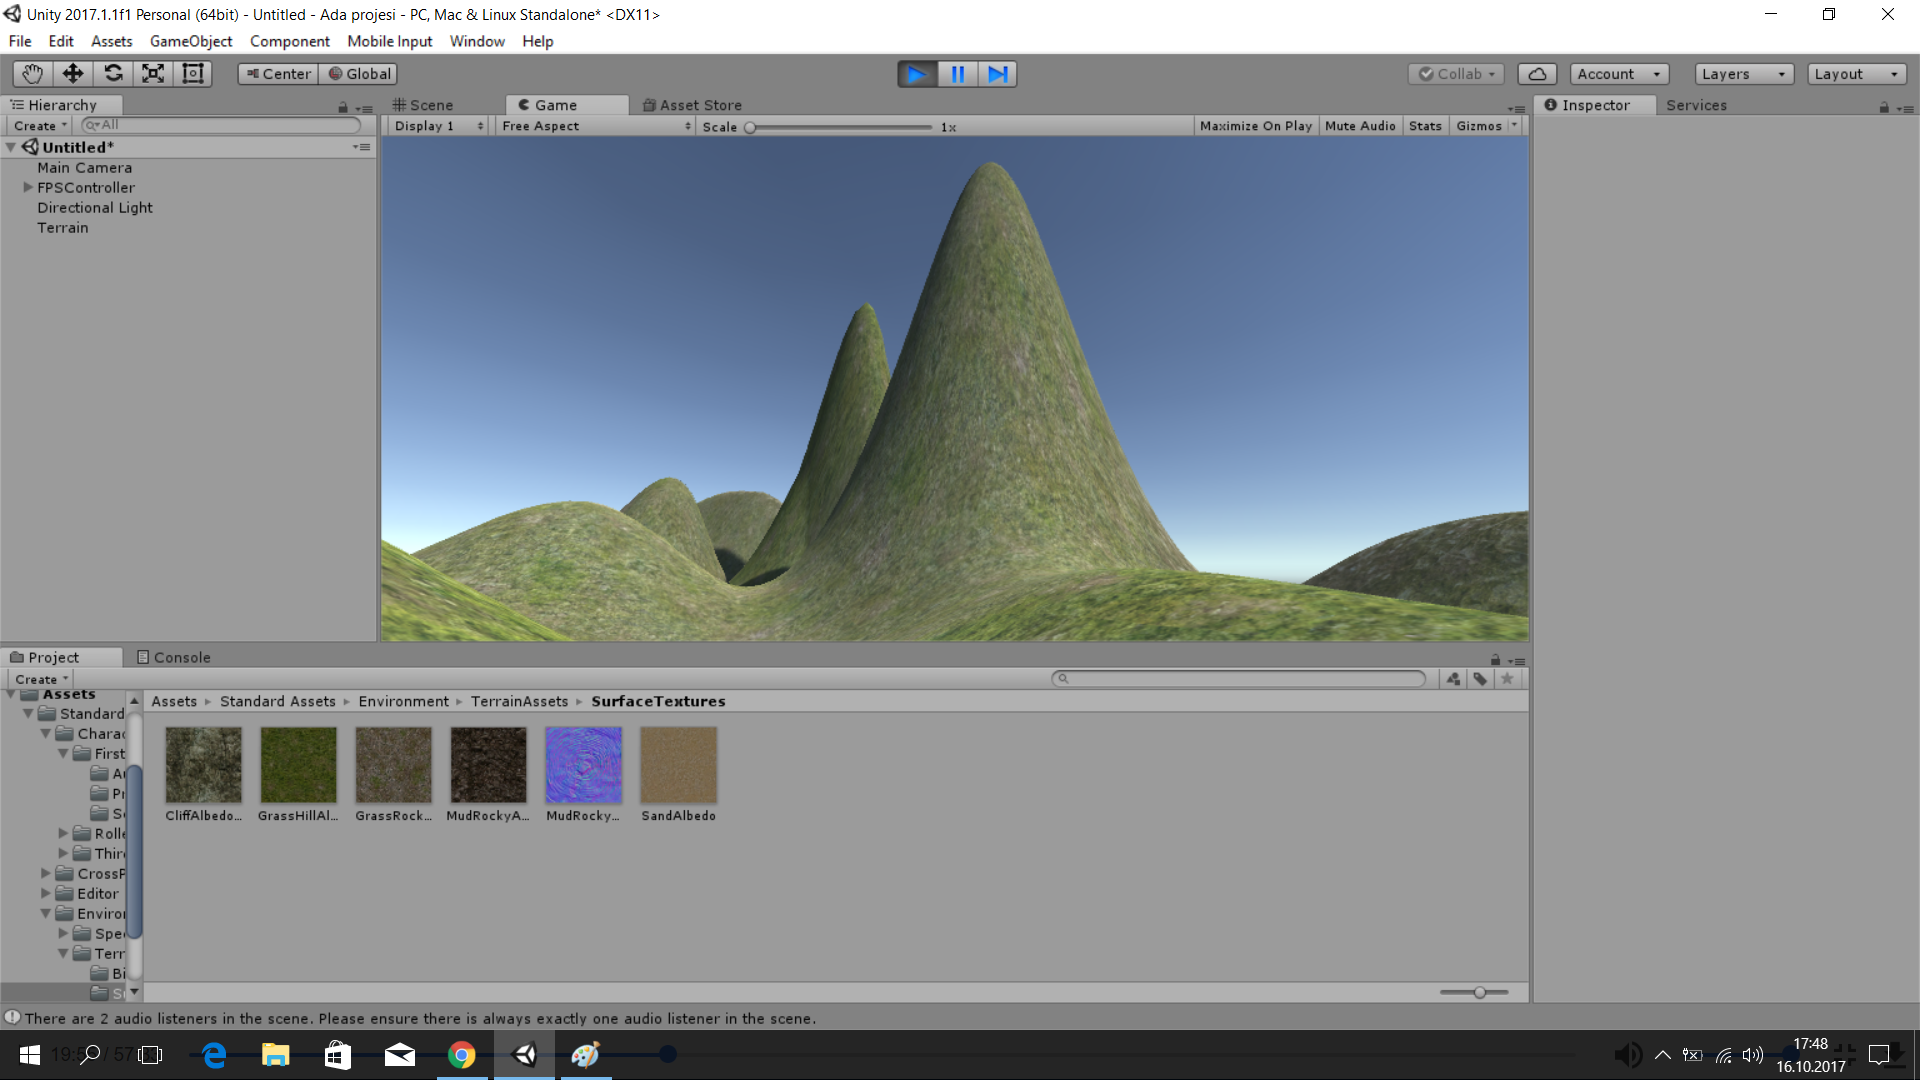 Unity 2017.1.1f1 Personal (64bit) - Untitled - Ada projesi - PC, Mac & Linux Standalone* <DX11>
File Edit Assets GameObject Component Mobile Input Window Help
Center Global Collab Account Layers Layout
Hierarchy Scene Game Asset Store Inspector Services
Create All Display 1 Free Aspect Scale 1x Maximize On Play Mute Audio Stats Gizmos
Untitled*
Main Camera
FPSController
Directional Light
Terrain
Project Console
Create
Assets
Assets Standard Assets Environment TerrainAssets SurfaceTextures
Standard
Charac
First
A
Pr
Sc
Rolle
Thir
CrossP
Editor
Enviror
Spec
Terr
Bi
Su
CliffAlbedo... GrassHillAl... GrassRock... MudRockyA... MudRocky... SandAlbedo
There are 2 audio listeners in the scene. Please ensure there is always exactly one audio listener in the scene.
17:48
16.10.2017